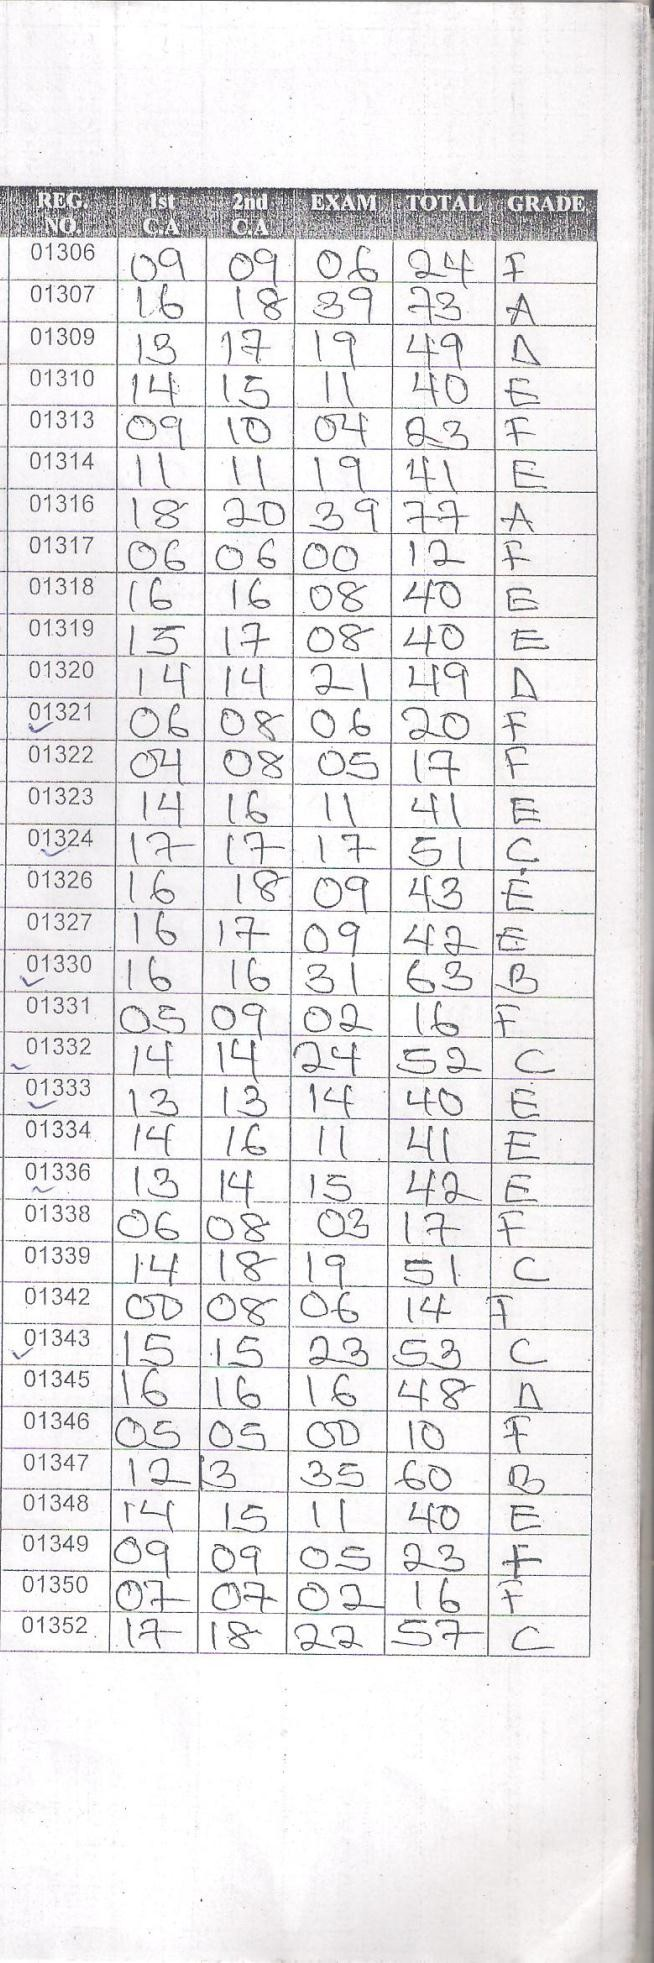 REG. NO. 1st C.A 2nd C.A EXAM TOTAL GRADE
01306 09 09 06 24 F
01307 16 18 39 73 A
01309 13 17 19 49 D
01310 14 15 11 40 E
01313 09 10 04 23 F
01314 11 11 19 41 E
01316 18 20 39 77 A
01317 06 06 00 12 F
01318 16 16 08 40 E
01319 15 17 08 40 E
01320 14 14 21 49 D
01321 06 08 06 20 F
01322 04 08 05 17 F
01323 14 16 11 41 E
01324 17 17 17 51 C
01326 16 18 09 43 E
01327 16 17 09 42 E
01330 16 16 31 63 B
01331 05 09 02 16 F
01332 14 14 24 52 C
01333 13 13 14 40 E
01334 14 16 11 41 E
01336 13 14 15 42 E
01338 06 08 03 17 F
01339 14 18 19 51 C
01342 00 08 06 14 F
01343 15 15 23 53 C
01345 16 16 16 48 D
01346 05 05 00 10 F
01347 12 13 35 60 B
01348 14 15 11 40 E
01349 09 09 05 23 F
01350 07 07 02 16 F
01352 17 18 22 57 C